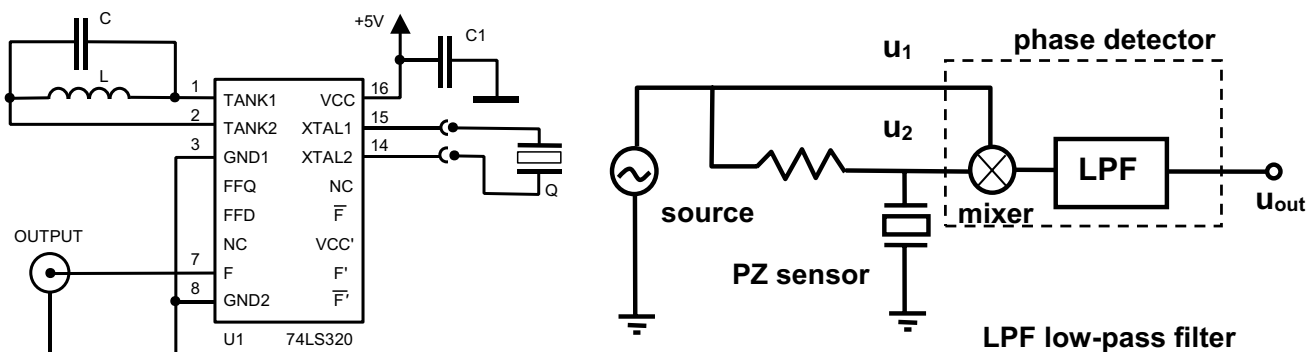 C
L
+5V
C1
1
TANK1
VCC
16
2
TANK2
XTAL1
15
3
GND1
XTAL2
14
Q
FFQ
NC
FFD
F̅
NC
VCC'
OUTPUT
7
F
F'
8
GND2
F̅'
U1
74LS320
u1
phase detector
u2
LPF
source
mixer
uout
PZ sensor
LPF low-pass filter